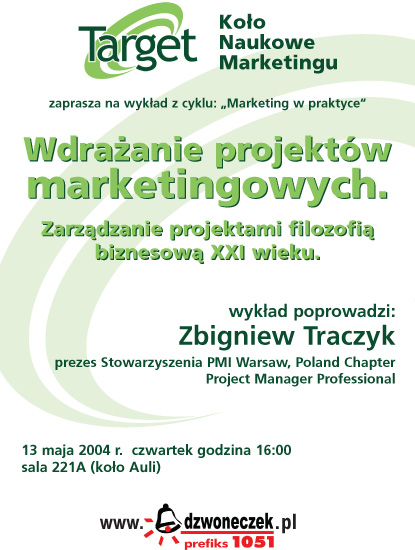 Target
Koło
Naukowe
Marketingu
zaprasza na wykład z cyklu: „Marketing w praktyce“
Wdrażanie projektów
marketingowych.
Zarządzanie projektami filozofią
biznesową XXI wieku.
wykład poprowadzi:
Zbigniew Traczyk
prezes Stowarzyszenia PMI Warsaw, Poland Chapter
Project Manager Professional
13 maja 2004 r. czwartek godzina 16:00
sala 221A (koło Auli)
www.dzwoneczek.pl
prefiks 1051